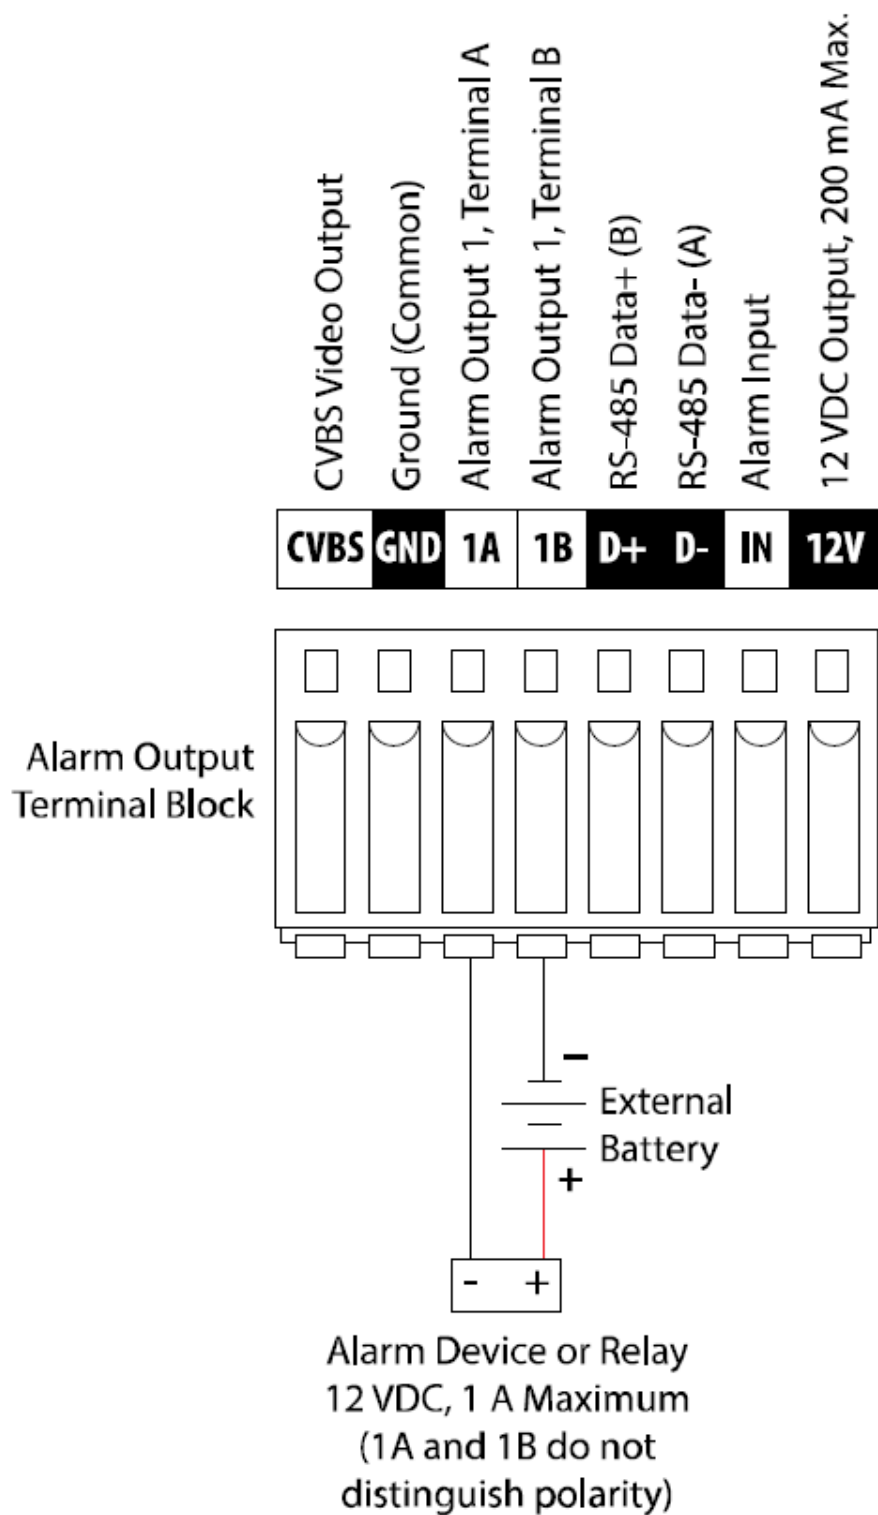 CVBS Video Output
Ground (Common)
Alarm Output 1, Terminal A
Alarm Output 1, Terminal B
RS-485 Data+ (B)
RS-485 Data- (A)
Alarm Input
12 VDC Output, 200 mA Max.
CVBS GND 1A 1B D+ D- IN 12V
Alarm Output
Terminal Block
-
External
Battery
+
- +
Alarm Device or Relay
12 VDC, 1 A Maximum
(1A and 1B do not
distinguish polarity)